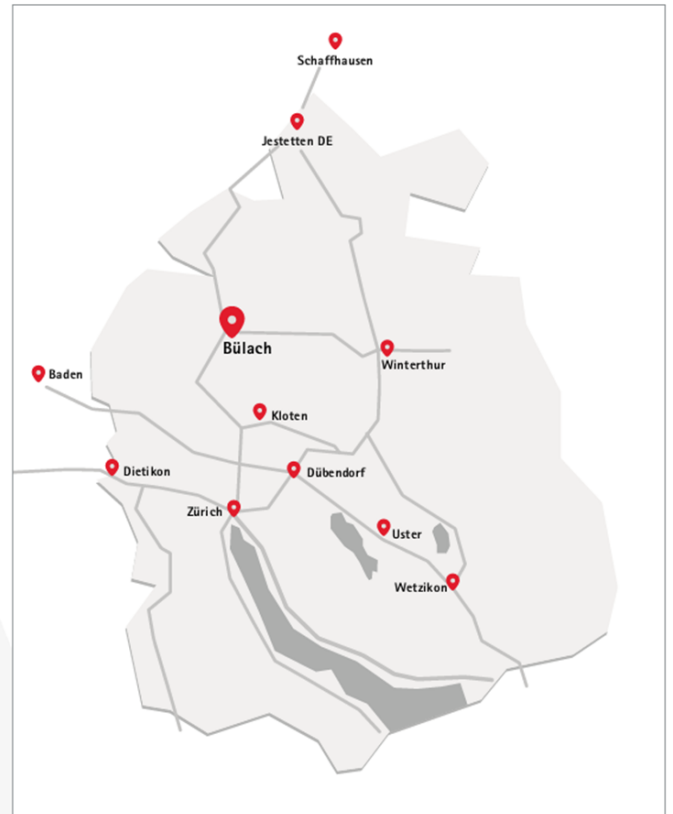 Schaffhausen
Jestetten DE
Bülach
Winterthur
Baden
Kloten
Dietikon
Dübendorf
Zürich
Uster
Wetzikon